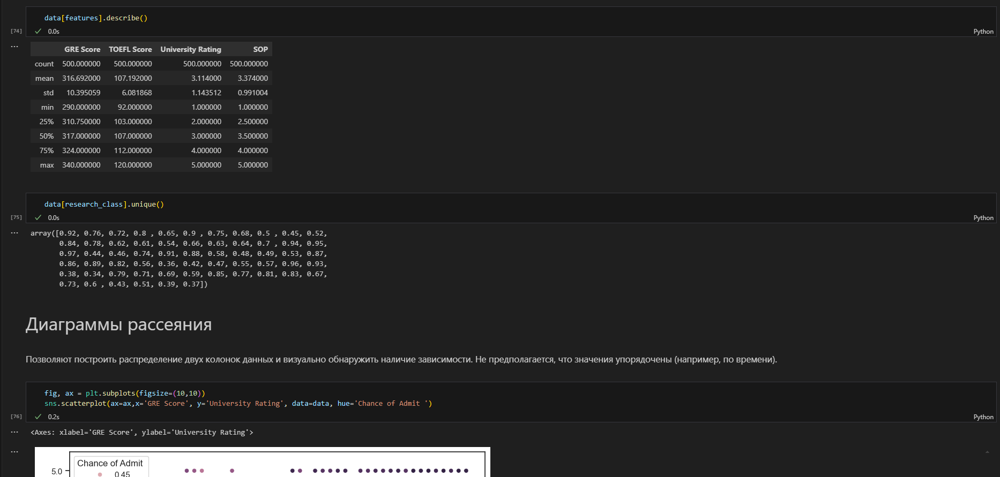 data[features].describe()
[74]
0.0s
Python
GRE Score TOEFL Score University Rating SOP
count 500.000000 500.000000 500.000000 500.000000
mean 316.692000 107.192000 3.114000 3.374000
std 10.395059 6.081868 1.143512 0.991004
min 290.000000 92.000000 1.000000 1.000000
25% 310.750000 103.000000 2.000000 2.500000
50% 317.000000 107.000000 3.000000 3.500000
75% 324.000000 112.000000 4.000000 4.000000
max 340.000000 120.000000 5.000000 5.000000
data[research_class].unique()
[75]
0.0s
Python
array([0.92, 0.76, 0.72, 0.8 , 0.65, 0.9 , 0.75, 0.68, 0.5 , 0.45, 0.52,
0.84, 0.78, 0.62, 0.61, 0.54, 0.66, 0.63, 0.64, 0.7 , 0.94, 0.95,
0.97, 0.44, 0.46, 0.74, 0.91, 0.88, 0.58, 0.48, 0.49, 0.53, 0.87,
0.86, 0.89, 0.82, 0.56, 0.36, 0.42, 0.47, 0.55, 0.57, 0.96, 0.93,
0.38, 0.34, 0.79, 0.71, 0.69, 0.59, 0.85, 0.77, 0.81, 0.83, 0.67,
0.73, 0.6 , 0.43, 0.51, 0.39, 0.37])
Диаграммы рассеяния
Позволяют построить распределение двух колонок данных и визуально обнаружить наличие зависимости. Не предполагается, что значения упорядочены (например, по времени).
fig, ax = plt.subplots(figsize=(10,10))
sns.scatterplot(ax=ax,x='GRE Score', y='University Rating', data=data, hue='Chance of Admit ')
[76]
0.2s
Python
<Axes: xlabel='GRE Score', ylabel='University Rating'>
Chance of Admit
5.0
0.45